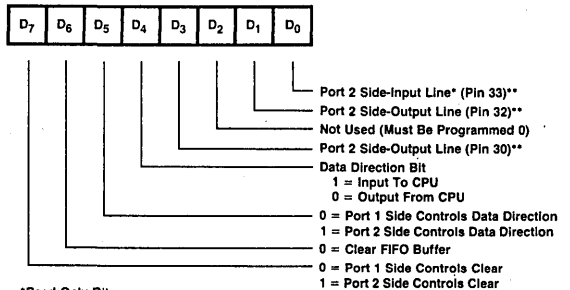 D7 D6 D5 D4 D3 D2 D1 D0
Port 2 Side-Input Line* (Pin 33)**
Port 2 Side-Output Line (Pin 32)**
Not Used (Must Be Programmed 0)
Port 2 Side-Output Line (Pin 30)**
Data Direction Bit
1 = Input To CPU
0 = Output From CPU
0 = Port 1 Side Controls Data Direction
1 = Port 2 Side Controls Data Direction
0 = Clear FIFO Buffer
0 = Port 1 Side Controls Clear
1 = Port 2 Side Controls Clear